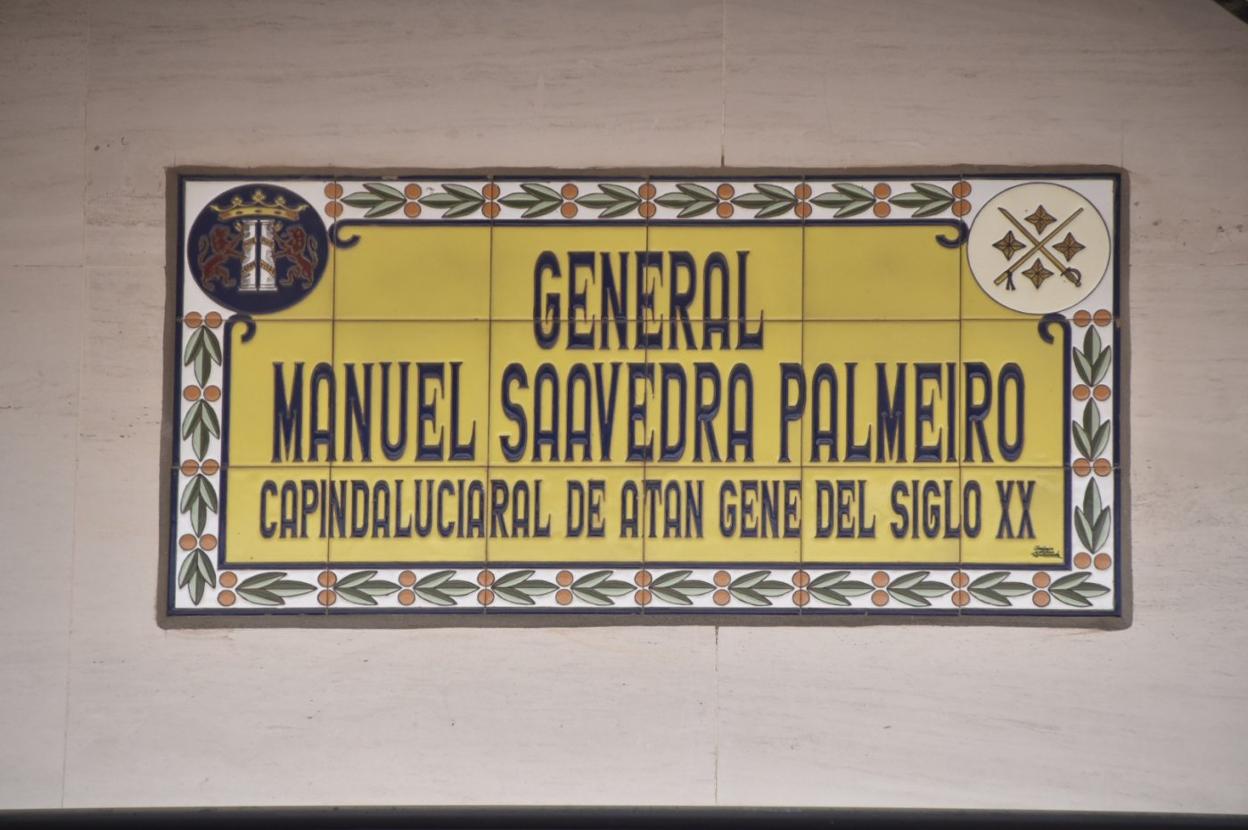 GENERAL
MANUEL SAAVEDRA PALMEIRO
CAPINDALUCIARAL DE ATAN GENE DEL SIGLO XX